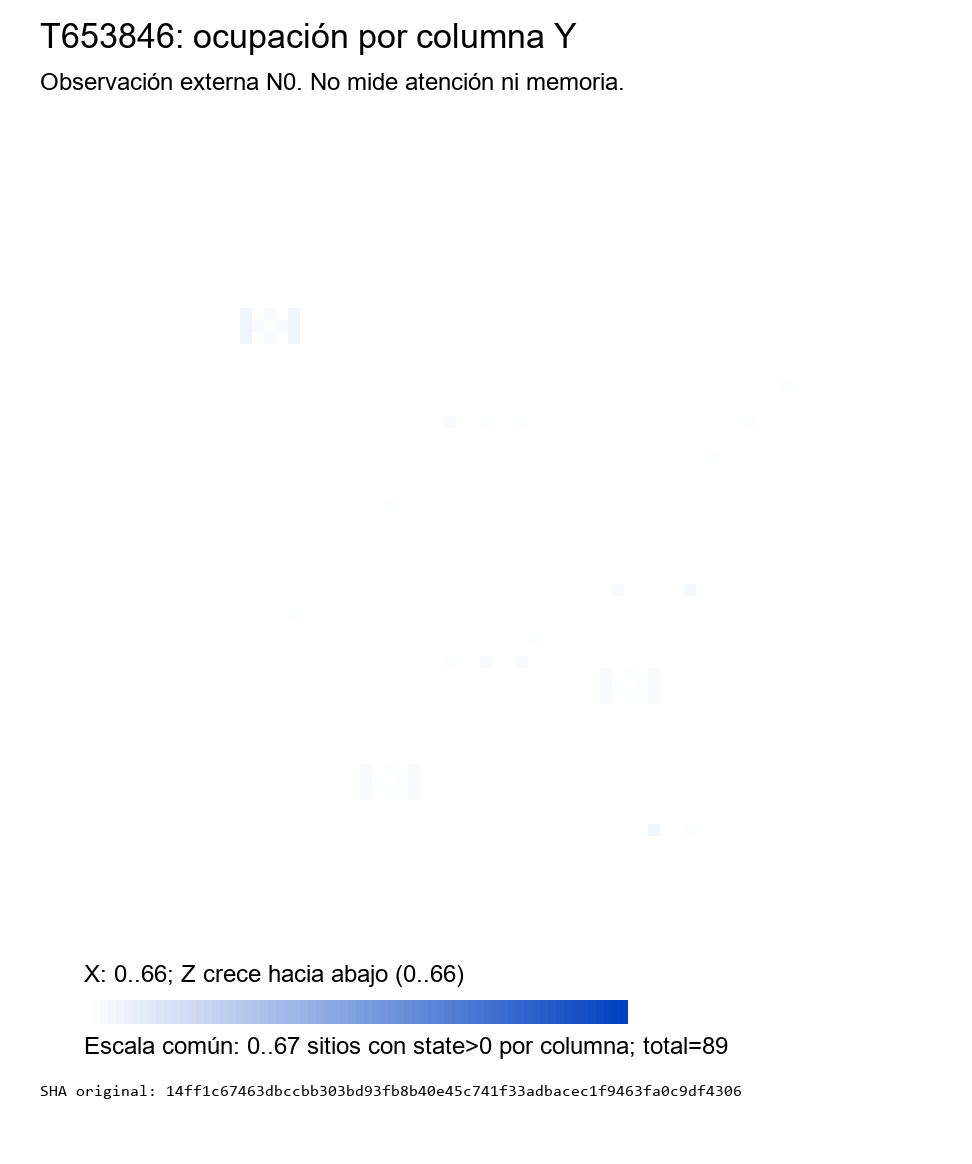 T653846: ocupación por columna Y
Observación externa N0. No mide atención ni memoria.
X: 0..66; Z crece hacia abajo (0..66)
Escala común: 0..67 sitios con state>0 por columna; total=89
SHA original: 14ff1c67463dbccbb303bd93fb8b40e45c741f33adbacec1f9463fa0c9df4306